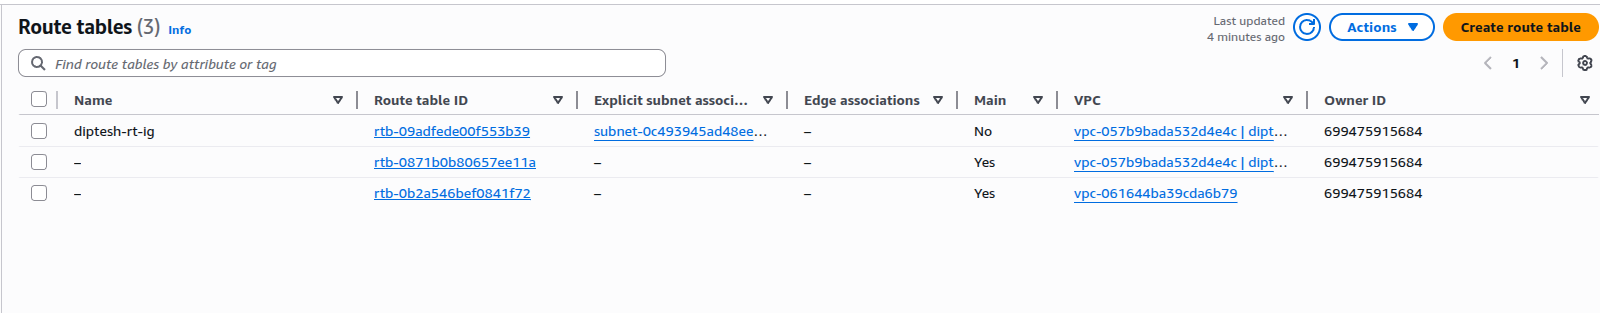 Route tables (3) Info
Last updated
4 minutes ago
Actions
Create route table
Find route tables by attribute or tag
1
Name Route table ID Explicit subnet associ... Edge associations Main VPC Owner ID
diptesh-rt-ig rtb-09adfede00f553b39 subnet-0c493945ad48ee... – No vpc-057b9bada532d4e4c | dipt... 699475915684
– rtb-0871b0b80657ee11a – – Yes vpc-057b9bada532d4e4c | dipt... 699475915684
– rtb-0b2a546bef0841f72 – – Yes vpc-061644ba39cda6b79 699475915684